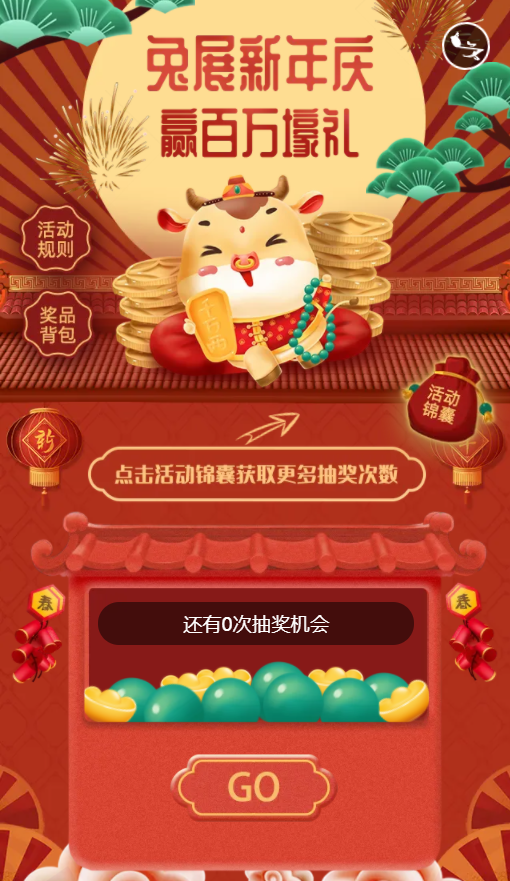 兔展新年庆
赢百万壕礼
活动
规则
千万两
奖品
背包
活动
锦囊
新
点击活动锦囊获取更多抽奖次数
春
春
还有0次抽奖机会
GO